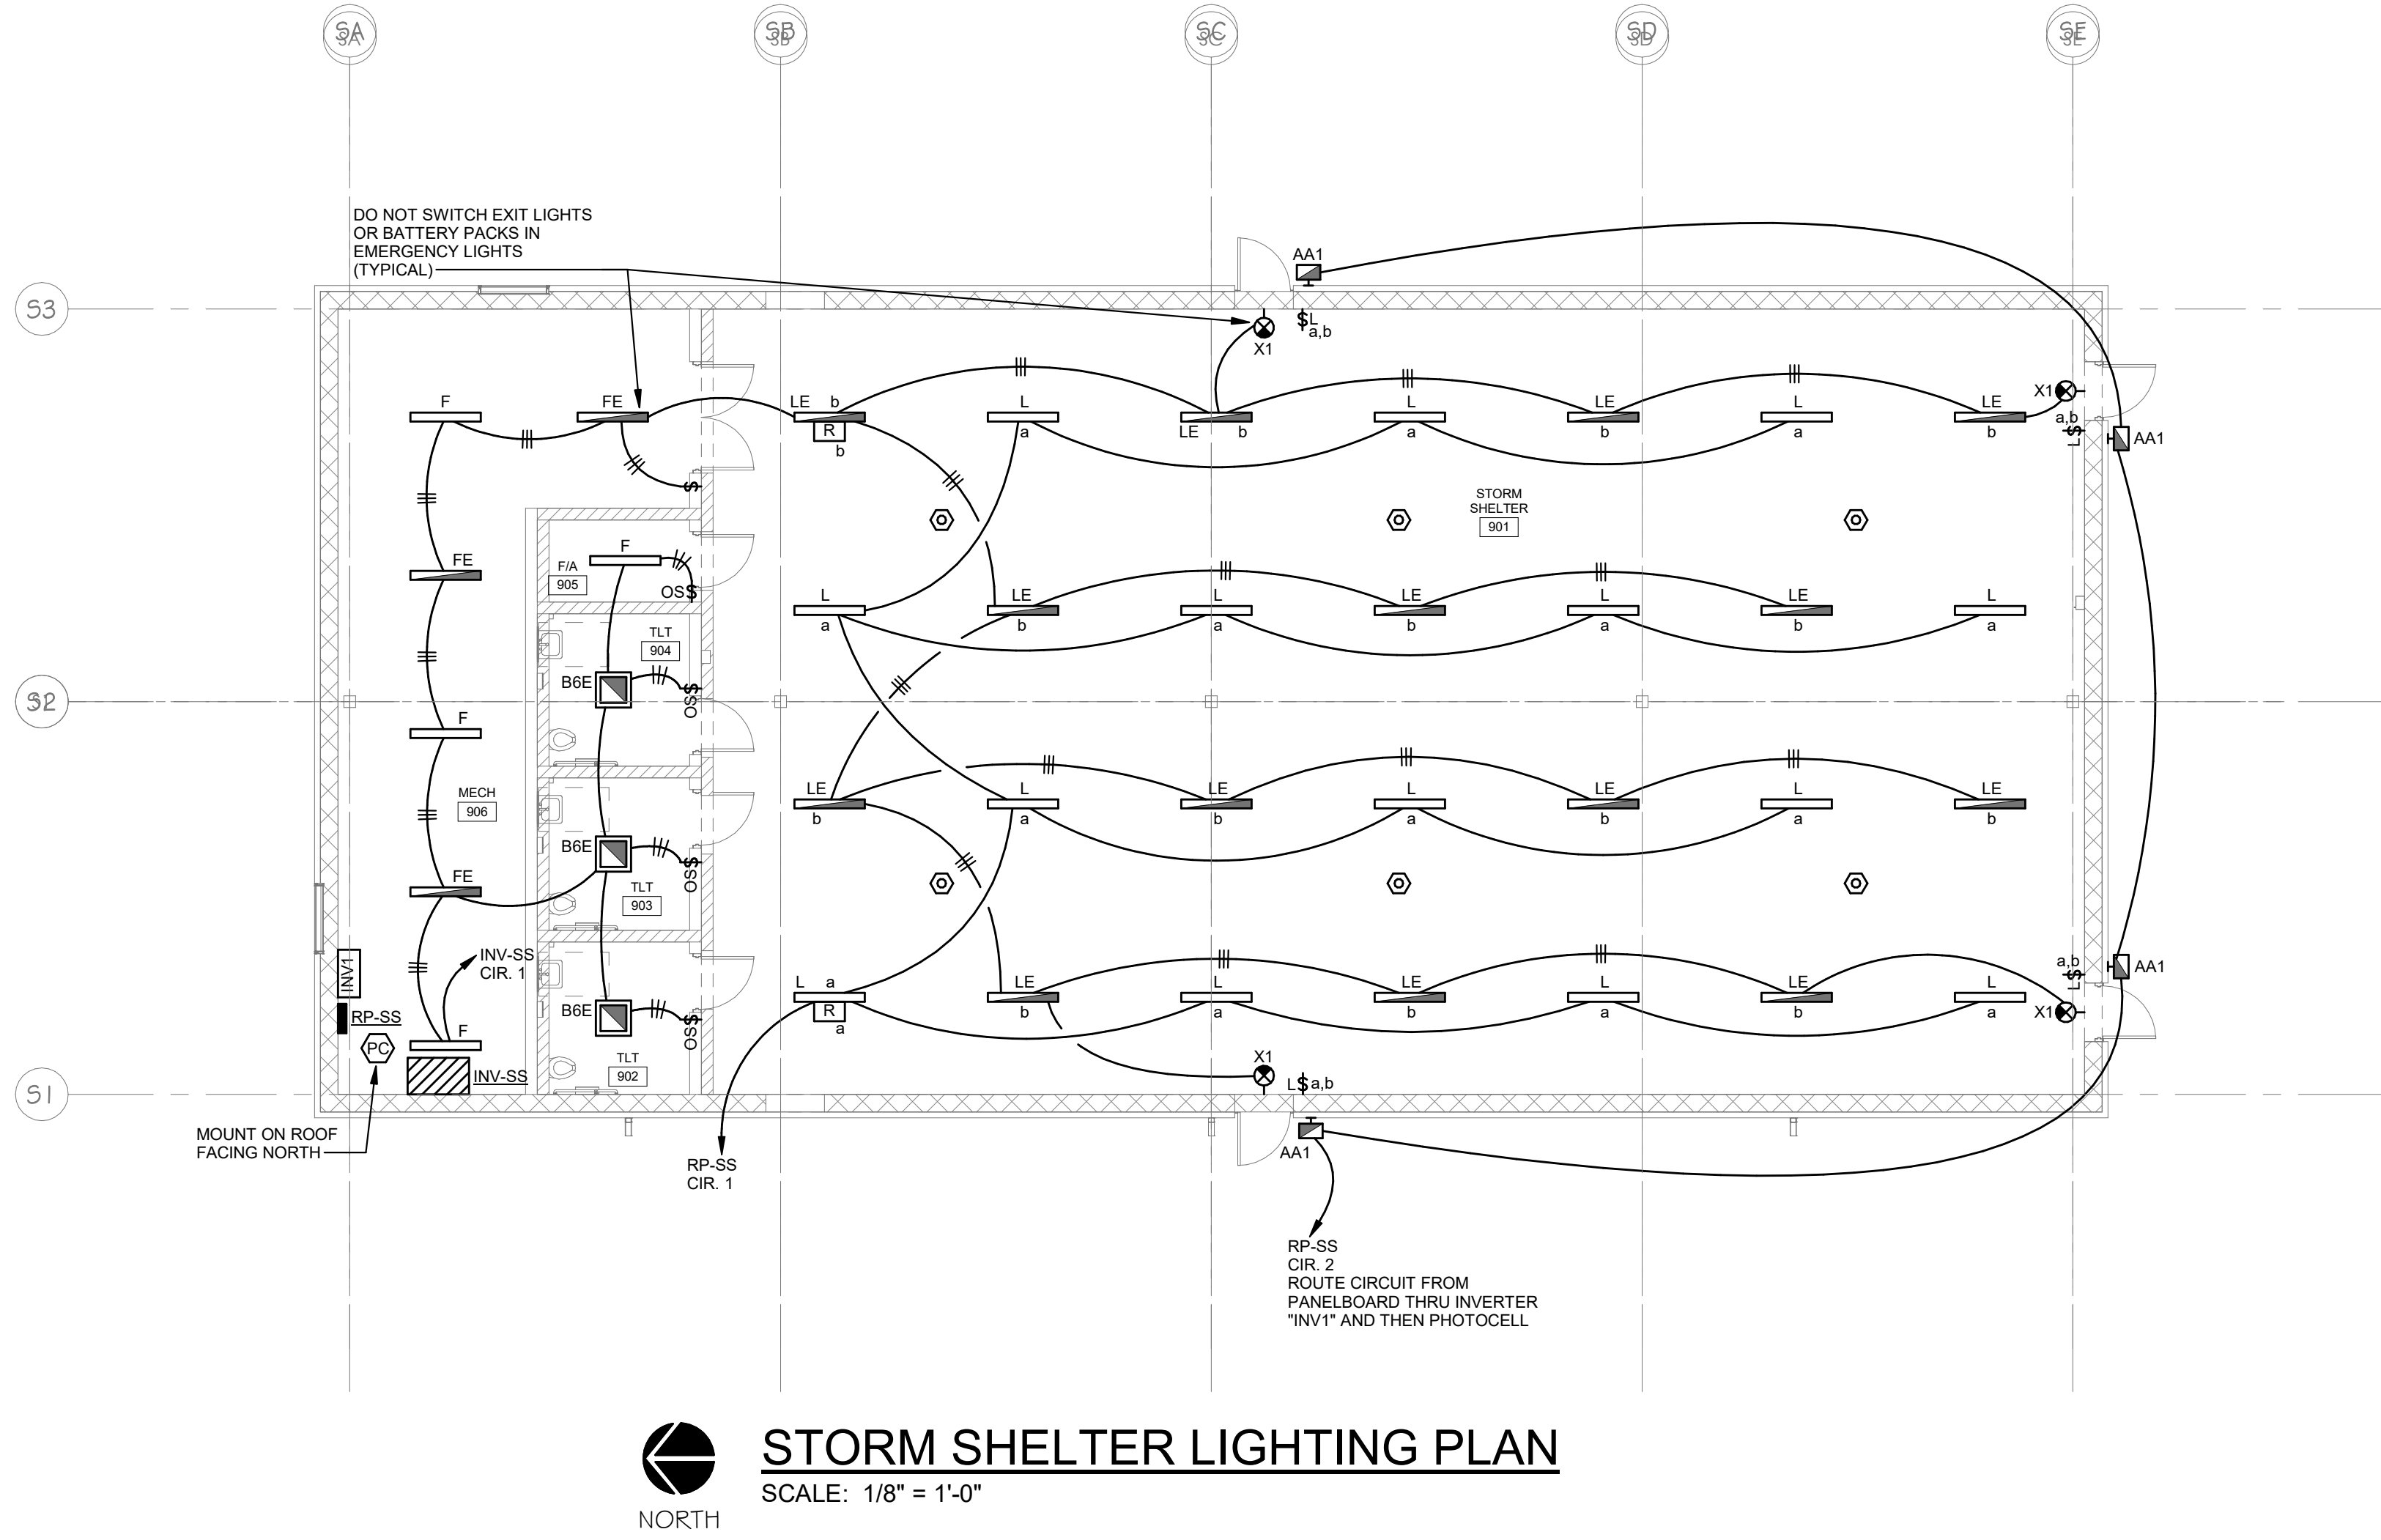 SA SB SC SD SE
SA SB SC SD SE
DO NOT SWITCH EXIT LIGHTS
OR BATTERY PACKS IN
EMERGENCY LIGHTS
(TYPICAL)
AA1
S3
$L
a,b
X1
F FE LE b L LE L LE X1
R a LE b a b a b a,b
b L$ AA1
$
STORM
SHELTER
901
FE
F
F/A
905
OS$
L LE L LE L LE L
a b a b a b a
TLT
904
B6E
OS$
S2
F
MECH
906
LE L LE L LE L LE
b a b a b a b
B6E
OS$
FE
TLT
903
INV-SS
CIR. 1
INV1
a,b
L$
AA1
L a LE L LE L LE L
R b a b a b a
a
X1
RP-SS
B6E
OS$
PC
F
TLT
902
INV-SS
X1
L$a,b
S1
MOUNT ON ROOF
FACING NORTH
AA1
RP-SS
CIR. 1
RP-SS
CIR. 2
ROUTE CIRCUIT FROM
PANELBOARD THRU INVERTER
"INV1" AND THEN PHOTOCELL
STORM SHELTER LIGHTING PLAN
SCALE: 1/8" = 1'-0"
NORTH